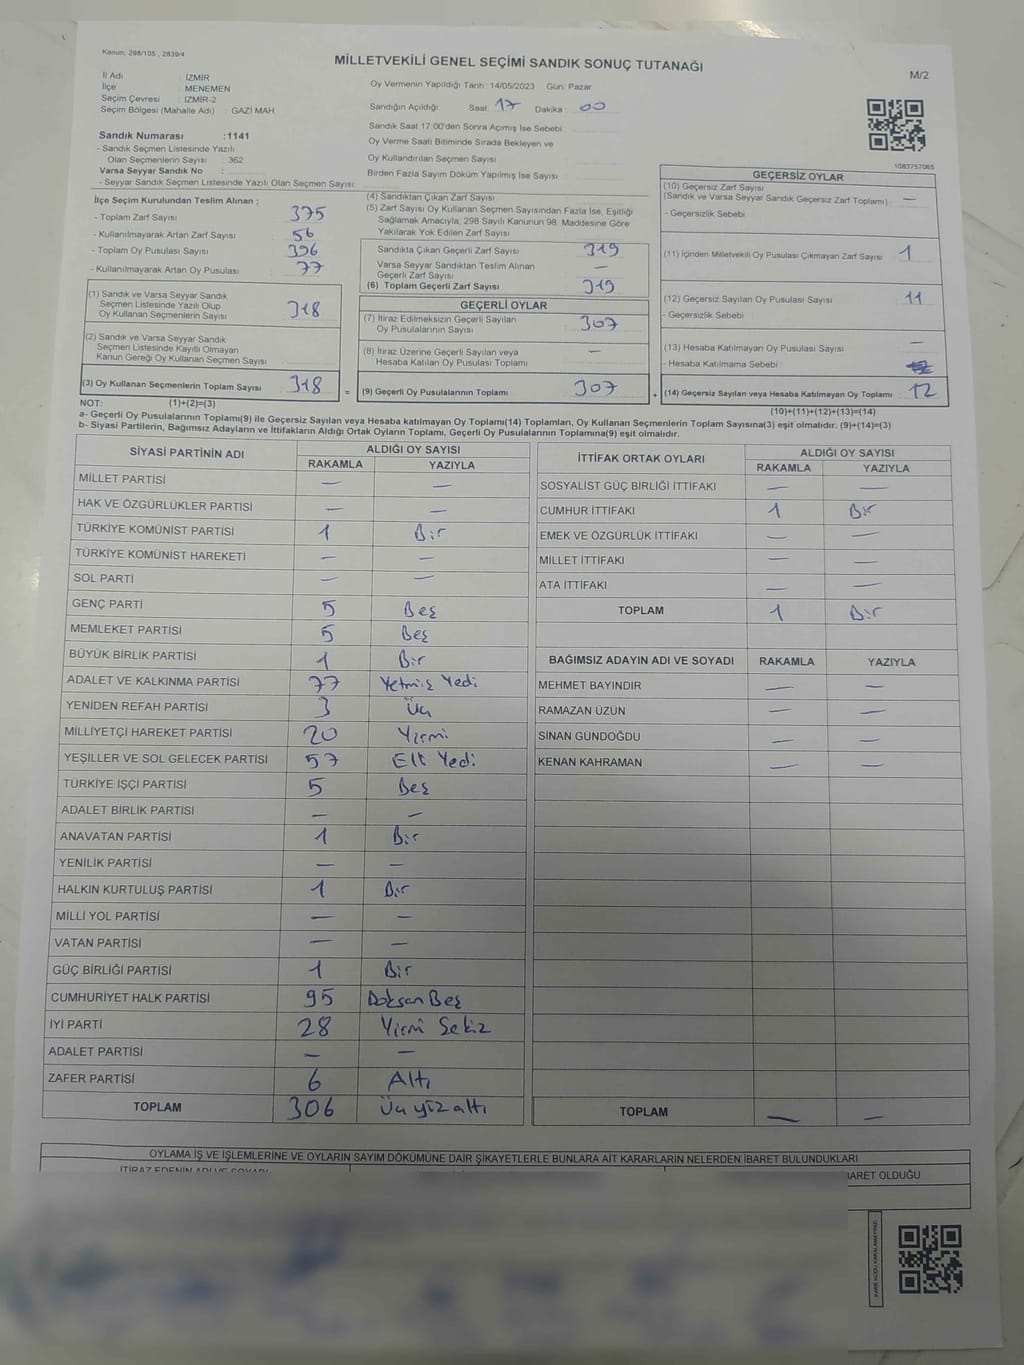 Kanun; 298/105 , 2839/4
MİLLETVEKİLİ GENEL SEÇİMİ SANDIK SONUÇ TUTANAĞI
M/2
İl Adı : İZMİR
İlçe : MENEMEN
Seçim Çevresi : İZMİR-2
Seçim Bölgesi (Mahalle Adı) : GAZİ MAH.
Sandık Numarası :1141
- Sandık Seçmen Listesinde Yazılı
Olan Seçmenlerin Sayısı : 362
Varsa Seyyar Sandık No :
- Seyyar Sandık Seçmen Listesinde Yazılı Olan Seçmen Sayısı:
Oy Vermenin Yapıldığı Tarih : 14/05/2023 Gün: Pazar
Sandığın Açıldığı Saat: 17 Dakika : 00
Sandık Saat 17.00'den Sonra Açımış İse Sebebi :
Oy Verme Saati Bitiminde Sırada Bekleyen ve
Oy Kullandırılan Seçmen Sayısı :
Birden Fazla Sayım Döküm Yapılmış İse Sayısı :
1083757065
İlçe Seçim Kurulundan Teslim Alınan ;
- Toplam Zarf Sayısı : 375
- Kullanılmayarak Artan Zarf Sayısı : 56
- Toplam Oy Pusulası Sayısı : 396
- Kullanılmayarak Artan Oy Pusulası : 77
(1) Sandık ve Varsa Seyyar Sandık
Seçmen Listesinde Yazılı Olup
Oy Kullanan Seçmenlerin Sayısı : 318
(2) Sandık ve Varsa Seyyar Sandık
Seçmen Listesinde Kayıtlı Olmayan
Kanun Gereği Oy Kullanan Seçmen Sayısı :
(3) Oy Kullanan Seçmenlerin Toplam Sayısı : 318 =
(4) Sandıktan Çıkan Zarf Sayısı :
(5) Zarf Sayısı Oy Kullanan Seçmen Sayısından Fazla İse, Eşitliği
Sağlamak Amacıyla; 298 Sayılı Kanunun 98. Maddesine Göre
Yakılarak Yok Edilen Zarf Sayısı :
Sandıkta Çıkan Geçerli Zarf Sayısı : 319
Varsa Seyyar Sandıktan Teslim Alınan
Geçerli Zarf Sayısı : —
(6) Toplam Geçerli Zarf Sayısı : 319
GEÇERLİ OYLAR
(7) İtiraz Edilmeksizin Geçerli Sayılan
Oy Pusulalarının Sayısı : 307
(8) İtiraz Üzerine Geçerli Sayılan veya
Hesaba Katılan Oy Pusulası Toplamı : —
(9) Geçerli Oy Pusulalarının Toplamı : 307 +
GEÇERSİZ OYLAR
(10) Geçersiz Zarf Sayısı
(Sandık ve Varsa Seyyar Sandık Geçersiz Zarf Toplamı) : —
- Geçersizlik Sebebi :
(11) İçinden Milletvekili Oy Pusulası Çıkmayan Zarf Sayısı : 1
(12) Geçersiz Sayılan Oy Pusulası Sayısı : 11
- Geçersizlik Sebebi :
(13) Hesaba Katılmayan Oy Pusulası Sayısı : —
- Hesaba Katılmama Sebebi :
(14) Geçersiz Sayılan veya Hesaba Katılmayan Oy Toplamı : 12
NOT: (1)+(2)=(3)
(10)+(11)+(12)+(13)=(14)
a- Geçerli Oy Pusulalarının Toplamı(9) ile Geçersiz Sayılan veya Hesaba katılmayan Oy Toplamı(14) Toplamları, Oy Kullanan Seçmenlerin Toplam Sayısına(3) eşit olmalıdır. (9)+(14)=(3)
b- Siyasi Partilerin, Bağımsız Adayların ve İttifakların Aldığı Ortak Oyların Toplamı, Geçerli Oy Pusulalarının Toplamına(9) eşit olmalıdır.
SİYASİ PARTİNİN ADI ALDIĞI OY SAYISI
RAKAMLA YAZIYLA
MİLLET PARTİSİ — —
HAK VE ÖZGÜRLÜKLER PARTİSİ — —
TÜRKİYE KOMÜNİST PARTİSİ 1 Bir
TÜRKİYE KOMÜNİST HAREKETİ — —
SOL PARTİ — —
GENÇ PARTİ 5 Beş
MEMLEKET PARTİSİ 5 Beş
BÜYÜK BİRLİK PARTİSİ 1 Bir
ADALET VE KALKINMA PARTİSİ 77 Yetmiş Yedi
YENİDEN REFAH PARTİSİ 3 Üç
MİLLİYETÇİ HAREKET PARTİSİ 20 Yirmi
YEŞİLLER VE SOL GELECEK PARTİSİ 57 Elli Yedi
TÜRKİYE İŞÇİ PARTİSİ 5 Beş
ADALET BİRLİK PARTİSİ — —
ANAVATAN PARTİSİ 1 Bir
YENİLİK PARTİSİ — —
HALKIN KURTULUŞ PARTİSİ 1 Bir
MİLLİ YOL PARTİSİ — —
VATAN PARTİSİ — —
GÜÇ BİRLİĞİ PARTİSİ 1 Bir
CUMHURİYET HALK PARTİSİ 95 Doksan Beş
İYİ PARTİ 28 Yirmi Sekiz
ADALET PARTİSİ — —
ZAFER PARTİSİ 6 Altı
TOPLAM 306 Üç yüz altı
İTTİFAK ORTAK OYLARI ALDIĞI OY SAYISI
RAKAMLA YAZIYLA
SOSYALİST GÜÇ BİRLİĞİ İTTİFAKI — —
CUMHUR İTTİFAKI 1 Bir
EMEK VE ÖZGÜRLÜK İTTİFAKI — —
MİLLET İTTİFAKI — —
ATA İTTİFAKI — —
TOPLAM 1 Bir
BAĞIMSIZ ADAYIN ADI VE SOYADI RAKAMLA YAZIYLA
MEHMET BAYINDIR — —
RAMAZAN ÜZÜN — —
SİNAN GÜNDOĞDU — —
KENAN KAHRAMAN — —
TOPLAM — —
OYLAMA İŞ VE İŞLEMLERİNE VE OYLARIN SAYIM DÖKÜMÜNE DAİR ŞİKAYETLERLE BUNLARA AİT KARARLARIN NELERDEN İBARET BULUNDUKLARI
İTİRAZ EDENİN ADI VE SOYADI
OLDUĞU